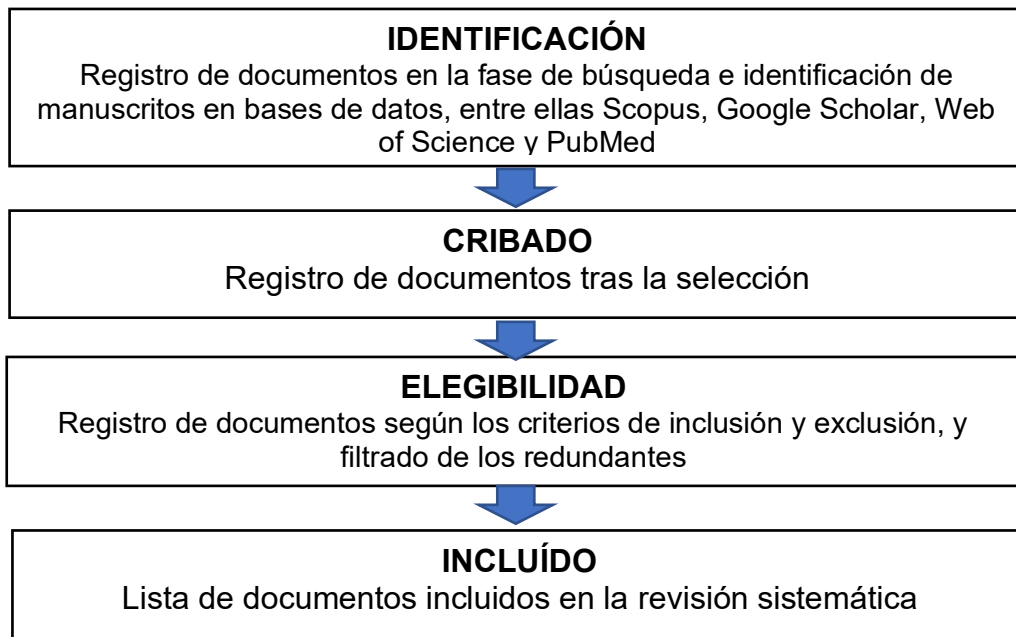 IDENTIFICACIÓN
Registro de documentos en la fase de búsqueda e identificación de
manuscritos en bases de datos, entre ellas Scopus, Google Scholar, Web
of Science y PubMed
CRIBADO
Registro de documentos tras la selección
ELEGIBILIDAD
Registro de documentos según los criterios de inclusión y exclusión, y
filtrado de los redundantes
INCLUÍDO
Lista de documentos incluidos en la revisión sistemática